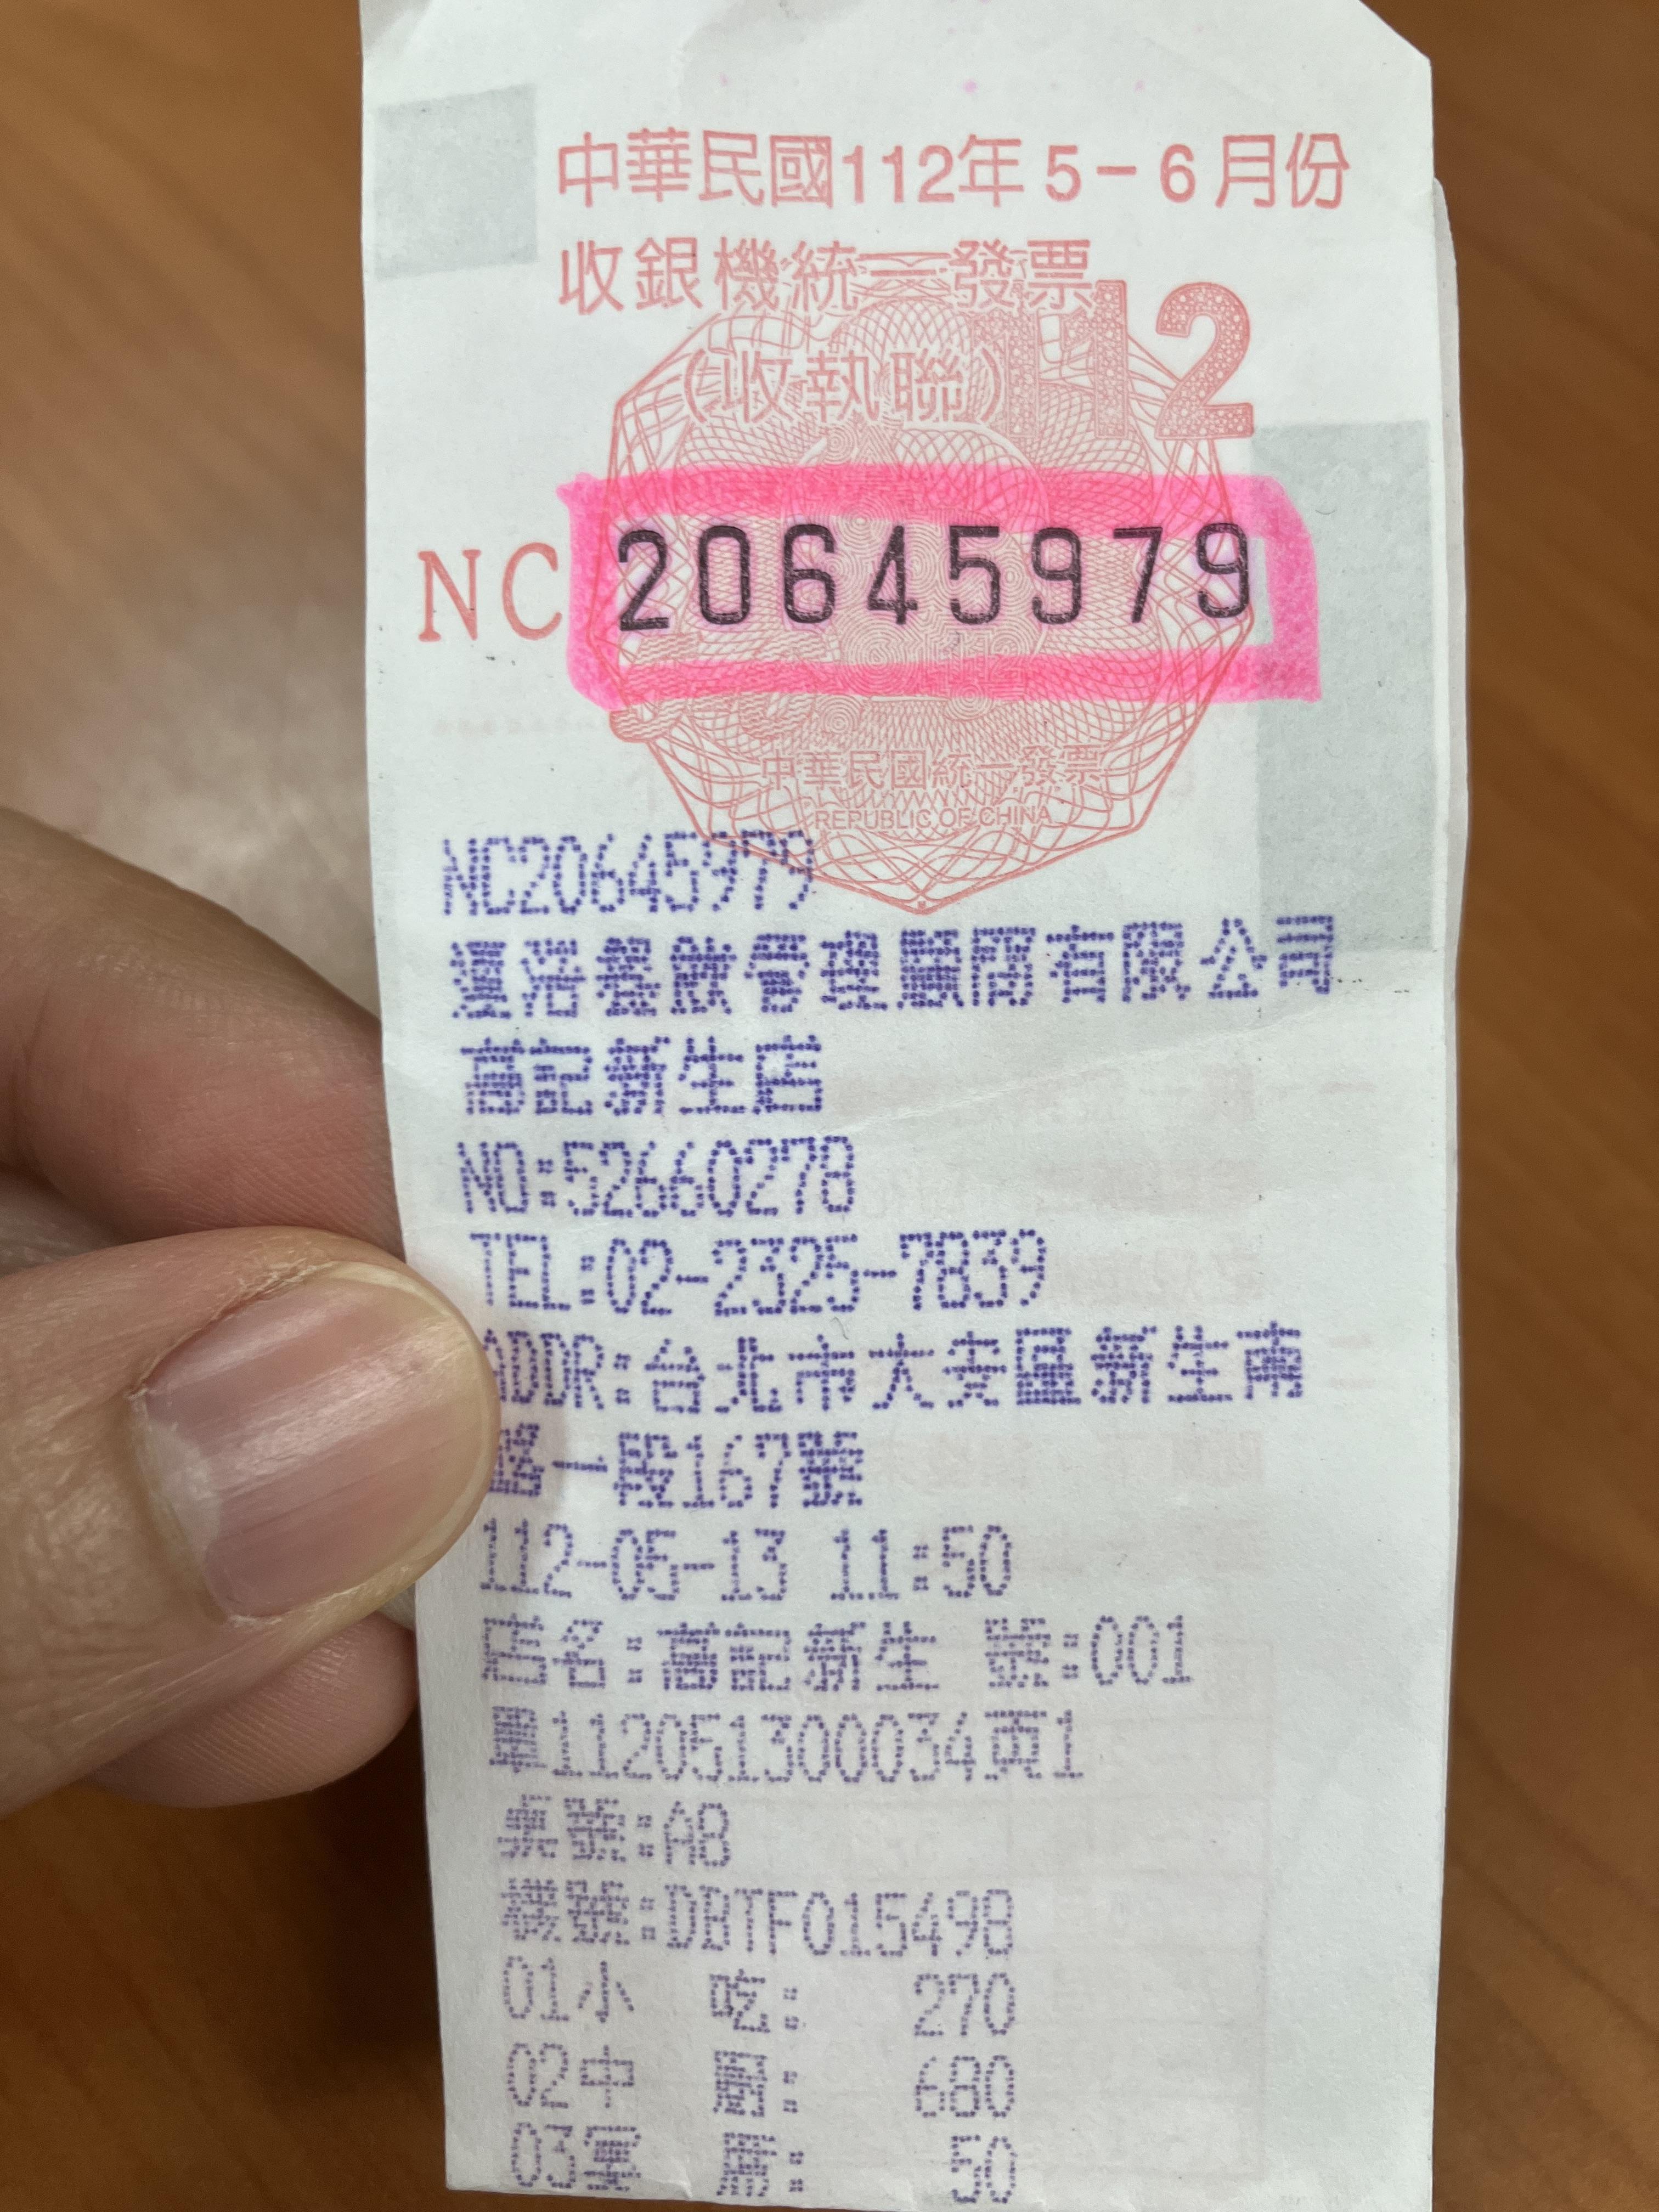 中華民國112年5-6月份
收銀機統一發票
(收執聯)
112
NC 20645979
中華民國統一發票
REPUBLIC OF CHINA
NC20645979
餐飲管理顧問有限公司
高記新生店
NO:52660278
TEL:02-2325-7839
ADDR:台北市大安區新生南
路一段167號
112-05-13 11:50
店名:高記新生 號:001
單1120513000034頁1
桌號:A8
機號:DBTF015498
01小 吃: 270
02中 廚: 680
03 廚: 50